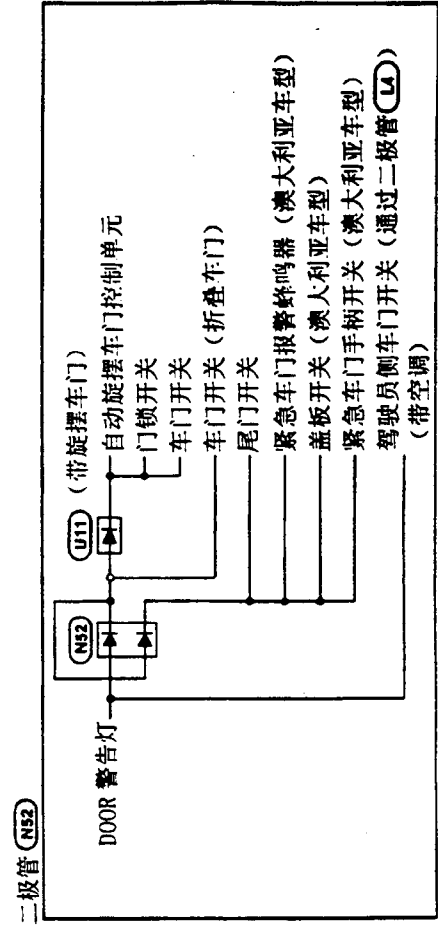 二极管 N52
DOOR 警告灯
N52
U11
（带旋摆车门）
自动旋摆车门控制单元
门锁开关
车门开关
车门开关（折叠车门）
尾门开关
紧急车门报警蜂鸣器（澳大利亚车型）
盖板开关（澳大利亚车型）
紧急车门手柄开关（澳大利亚车型）
驾驶员侧车门开关（通过二极管 L4）
（带空调）